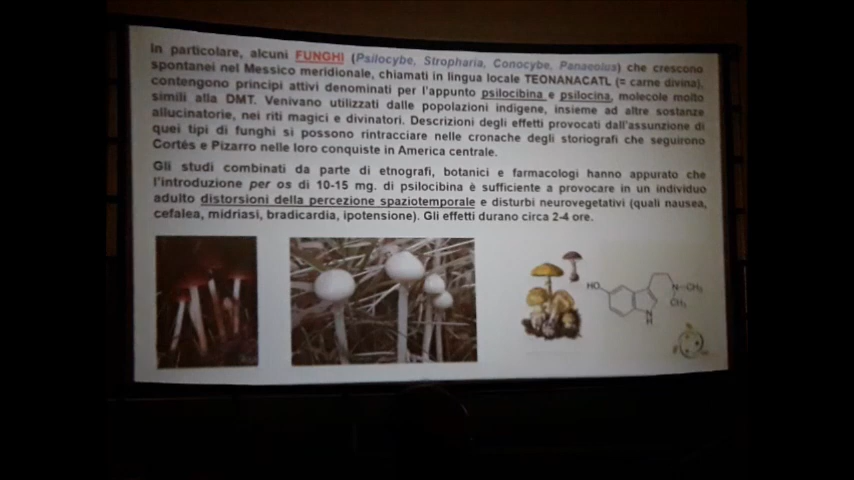 In particolare, alcuni FUNGHI (Psilocybe, Stropharia, Conocybe, Panaeolus) che crescono
spontanei nel Messico meridionale, chiamati in lingua locale TEONANACATL (= carne divina),
contengono principi attivi denominati per l'appunto psilocibina e psilocina, molecole molto
simili alla DMT. Venivano utilizzati dalle popolazioni indigene, insieme ad altre sostanze
allucinatorie, nei riti magici e divinatori. Descrizioni degli effetti provocati dall'assunzione di
quei tipi di funghi si possono rintracciare nelle cronache degli storiografi che seguirono
Cortés e Pizarro nelle loro conquiste in America centrale.
Gli studi combinati da parte di etnografi, botanici e farmacologi hanno appurato che
l'introduzione per os di 10-15 mg. di psilocibina è sufficiente a provocare in un individuo
adulto distorsioni della percezione spaziotemporale e disturbi neurovegetativi (quali nausea,
cefalea, midriasi, bradicardia, ipotensione). Gli effetti durano circa 2-4 ore.
HO
N
CH₃
CH₃
N
H